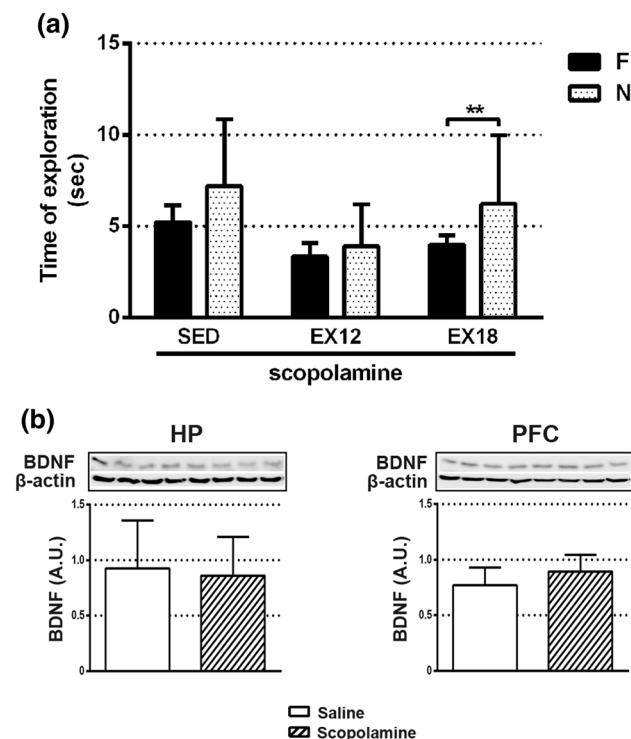 (a)
Time of exploration
(sec)
15
10
5
0
**
F
N
SED EX12 EX18
scopolamine
(b)
HP
BDNF
β-actin
BDNF (A.U.)
1.5
1.0
0.5
0
PFC
BDNF
β-actin
BDNF (A.U.)
1.5
1.0
0.5
0
Saline
Scopolamine